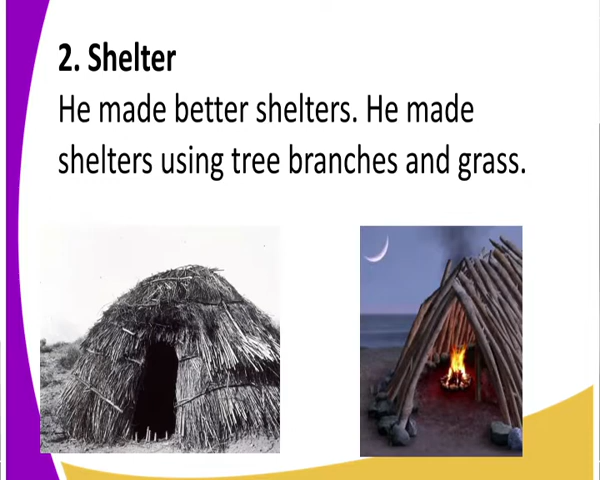 2. Shelter
He made better shelters. He made
shelters using tree branches and grass.